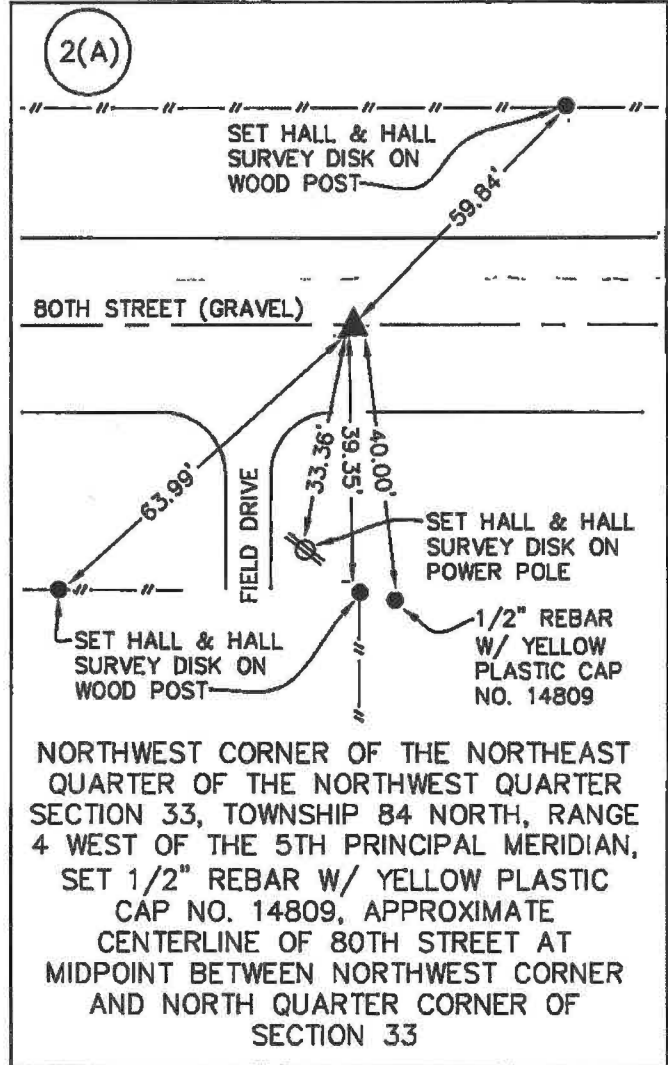 2(A)
SET HALL & HALL
SURVEY DISK ON
WOOD POST
59.84'
80TH STREET (GRAVEL)
63.99'
33.36'
39.35'
40.00'
FIELD DRIVE
SET HALL & HALL
SURVEY DISK ON
POWER POLE
SET HALL & HALL
SURVEY DISK ON
WOOD POST
1/2" REBAR
W/ YELLOW
PLASTIC CAP
NO. 14809
NORTHWEST CORNER OF THE NORTHEAST
QUARTER OF THE NORTHWEST QUARTER
SECTION 33, TOWNSHIP 84 NORTH, RANGE
4 WEST OF THE 5TH PRINCIPAL MERIDIAN,
SET 1/2" REBAR W/ YELLOW PLASTIC
CAP NO. 14809, APPROXIMATE
CENTERLINE OF 80TH STREET AT
MIDPOINT BETWEEN NORTHWEST CORNER
AND NORTH QUARTER CORNER OF
SECTION 33